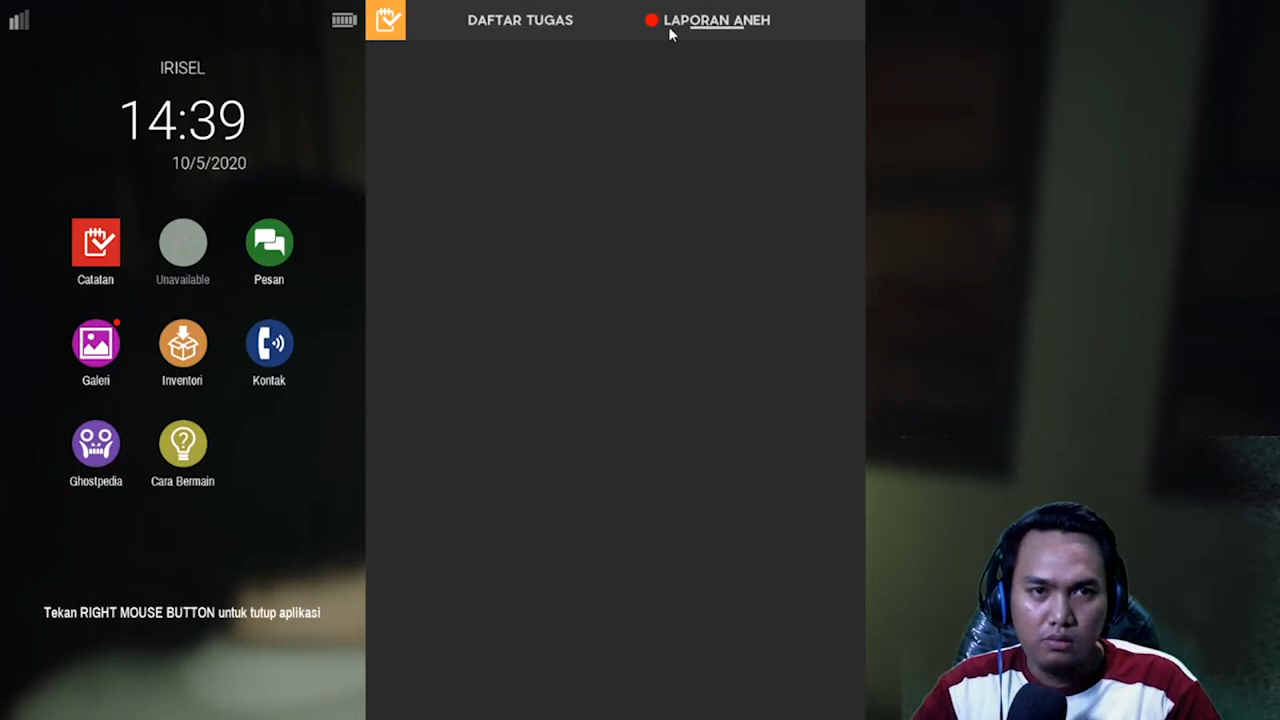 IRISEL
14:39
10/5/2020
Catatan
Unavailable
Pesan
Galeri
Inventori
Kontak
Ghostpedia
Cara Bermain
Tekan RIGHT MOUSE BUTTON untuk tutup aplikasi
DAFTAR TUGAS
LAPORAN ANEH